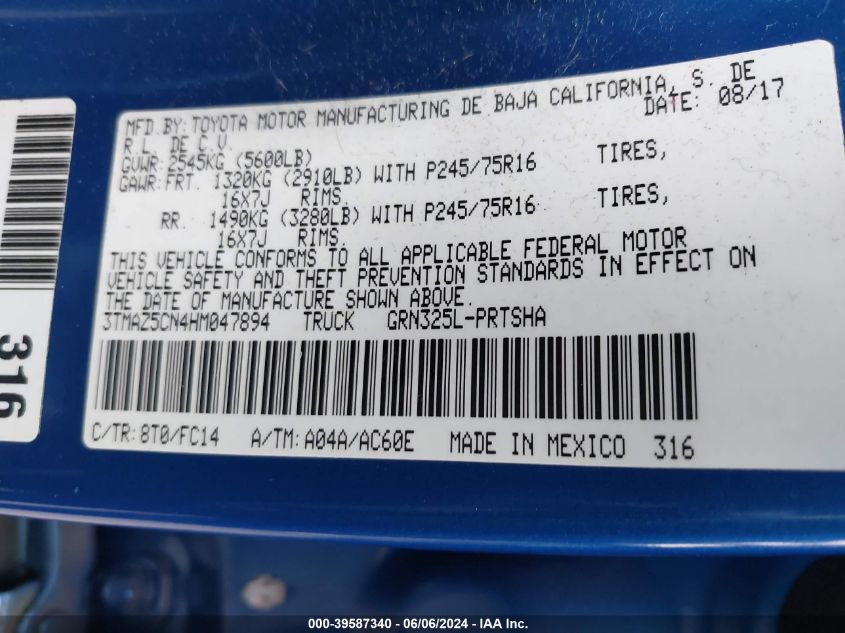 MFD.BY:TOYOTA MOTOR MANUFACTURING DE BAJA CALIFORNIA, S. DE
R.L. DE C.V. DATE: 08/17
GVWR:2545KG (5600LB)
GAWR:FRT. 1320KG (2910LB) WITH P245/75R16 TIRES,
16X7J RIMS.
RR. 1490KG (3280LB) WITH P245/75R16 TIRES,
16X7J RIMS.
THIS VEHICLE CONFORMS TO ALL APPLICABLE FEDERAL MOTOR
VEHICLE SAFETY AND THEFT PREVENTION STANDARDS IN EFFECT ON
THE DATE OF MANUFACTURE SHOWN ABOVE.
3TMAZ5CN4HM047894 TRUCK GRN325L-PRTSHA
C/TR:8T0/FC14 A/TM:A04A/AC60E MADE IN MEXICO 316
316
000-39587340 - 06/06/2024 - IAA Inc.